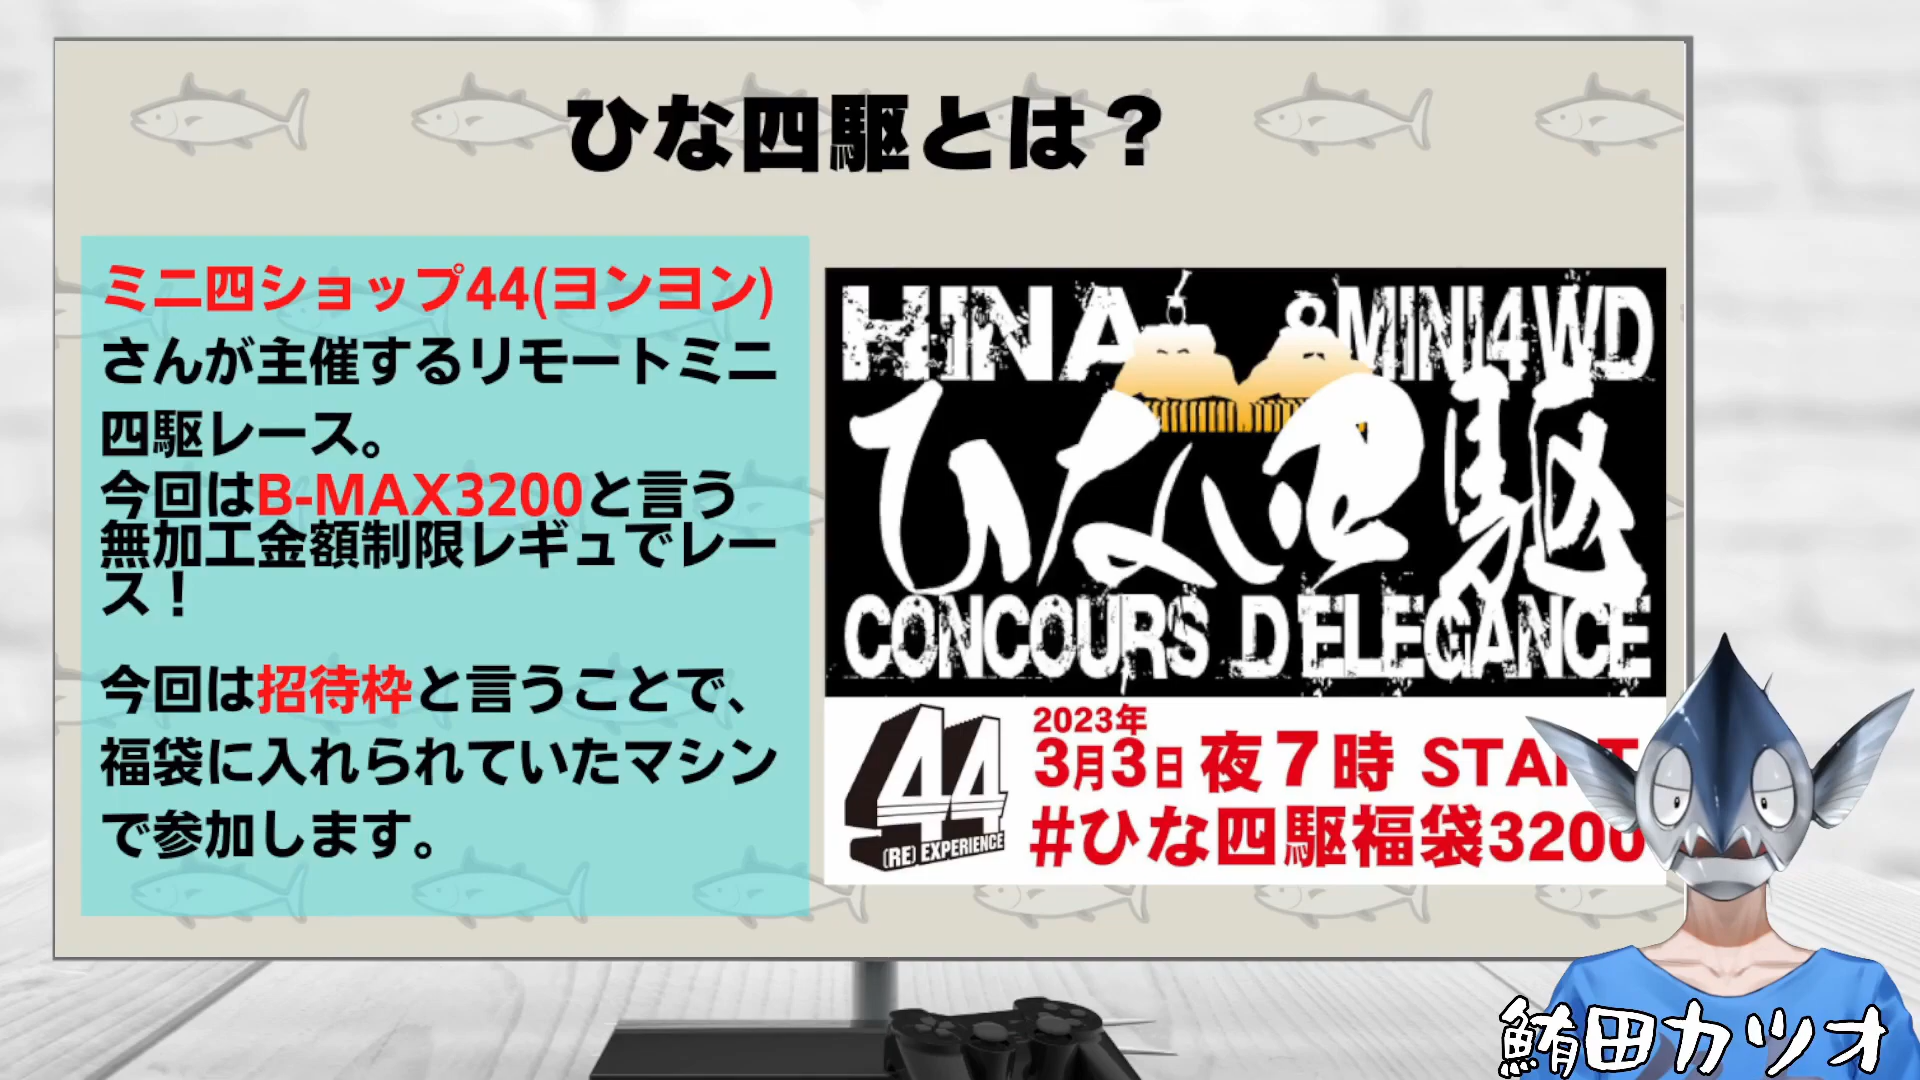 ひな四駆とは？
ミニ四ショップ44(ヨンヨン)
さんが主催するリモートミニ
四駆レース。
今回はB-MAX3200と言う
無加工金額制限レギュでレー
ス！
今回は招待枠と言うことで、
福袋に入れられていたマシン
で参加します。
HINA & MINI4WD
ひな四駆
CONCOURS D ELEGANCE
44
(RE) EXPERIENCE
2023年
3月3日 夜7時 START
#ひな四駆福袋3200
鮪田カツオ